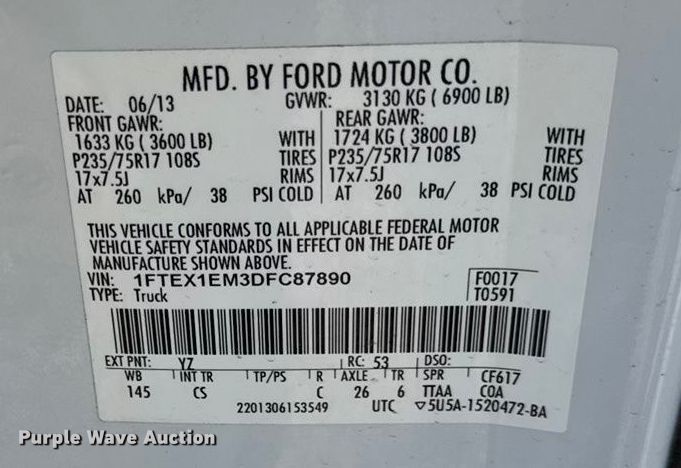 MFD. BY FORD MOTOR CO.
DATE: 06/13 GVWR: 3130 KG ( 6900 LB)
FRONT GAWR: REAR GAWR:
1633 KG ( 3600 LB) WITH 1724 KG ( 3800 LB) WITH
P235/75R17 108S TIRES P235/75R17 108S TIRES
17x7.5J RIMS 17x7.5J RIMS
AT 260 kPa/ 38 PSI COLD AT 260 kPa/ 38 PSI COLD
THIS VEHICLE CONFORMS TO ALL APPLICABLE FEDERAL MOTOR
VEHICLE SAFETY STANDARDS IN EFFECT ON THE DATE OF
MANUFACTURE SHOWN ABOVE.
VIN: 1FTEX1EM3DFC87890 F0017
TYPE: Truck T0591
EXT PNT: YZ RC: 53 DSO:
WB INT TR TP/PS R AXLE TR SPR CF617
145 CS C 26 6 TTAA COA
2201306153549 UTC ▽5U5A-1520472-BA
Purple Wave Auction